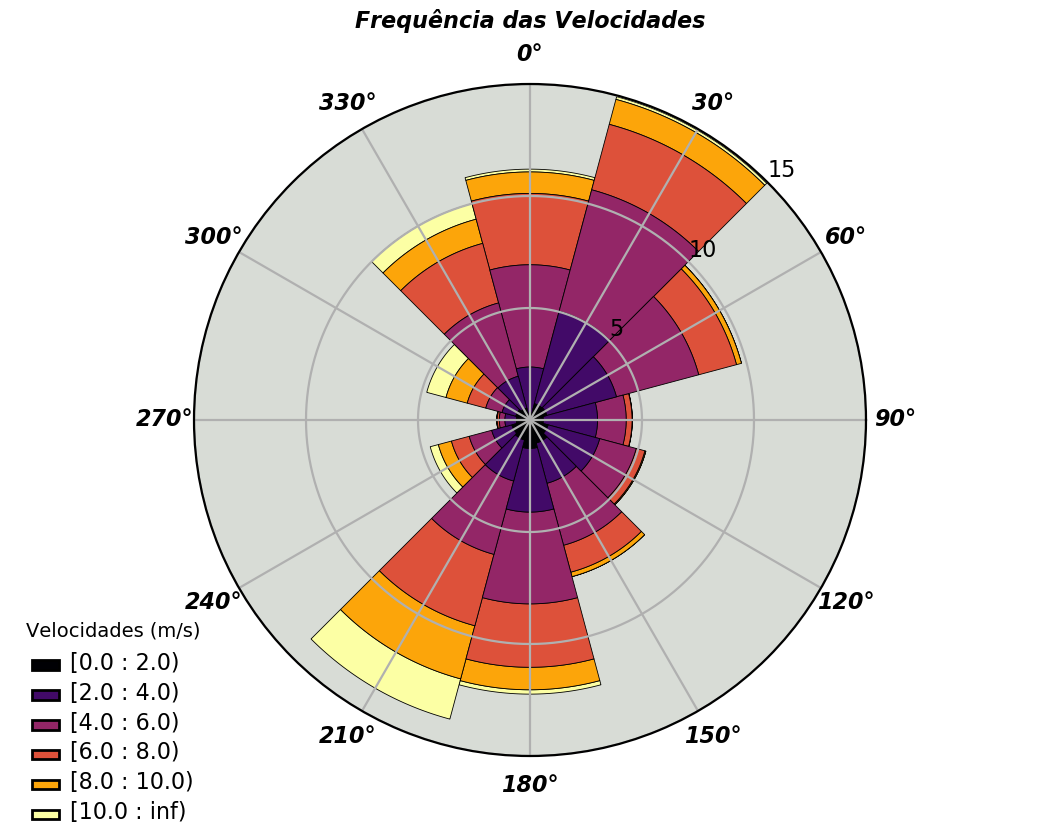 Frequência das Velocidades
0°
330°
30°
15
300°
60°
10
5
270°
90°
240°
120°
210°
150°
180°
Velocidades (m/s)
[0.0 : 2.0)
[2.0 : 4.0)
[4.0 : 6.0)
[6.0 : 8.0)
[8.0 : 10.0)
[10.0 : inf)